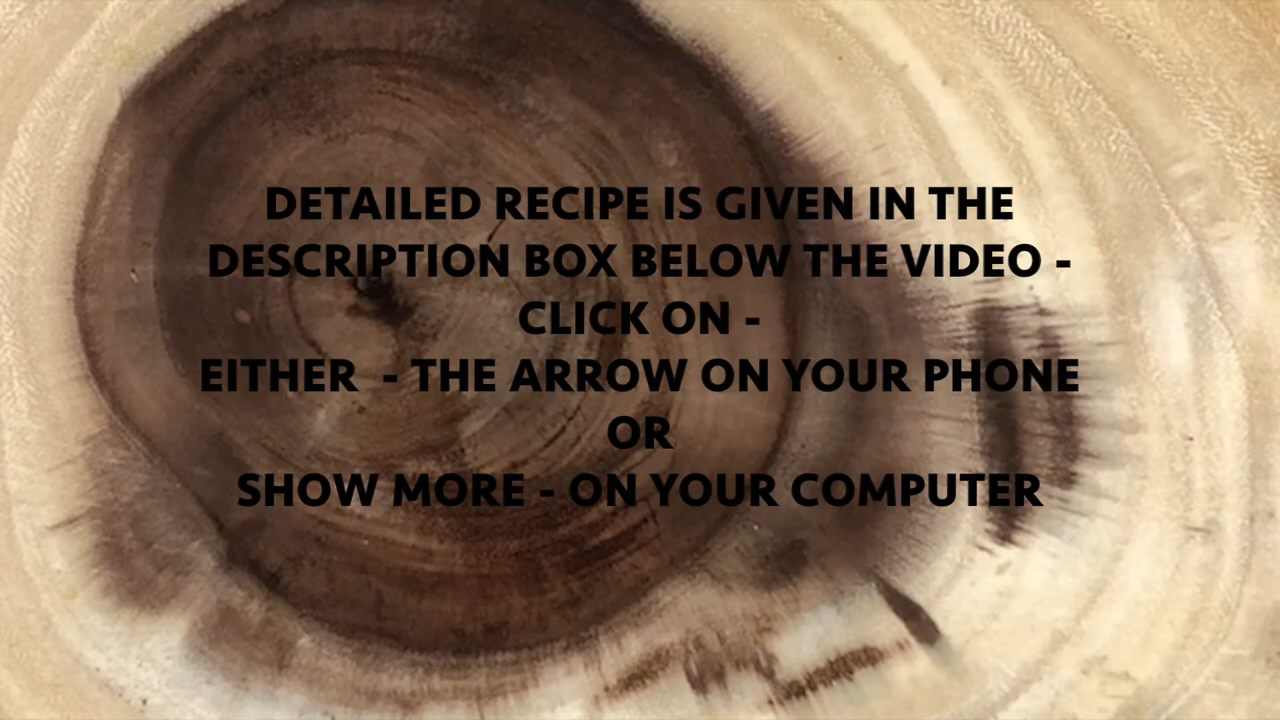 DETAILED RECIPE IS GIVEN IN THE
DESCRIPTION BOX BELOW THE VIDEO -
CLICK ON -
EITHER  - THE ARROW ON YOUR PHONE
OR
SHOW MORE - ON YOUR COMPUTER